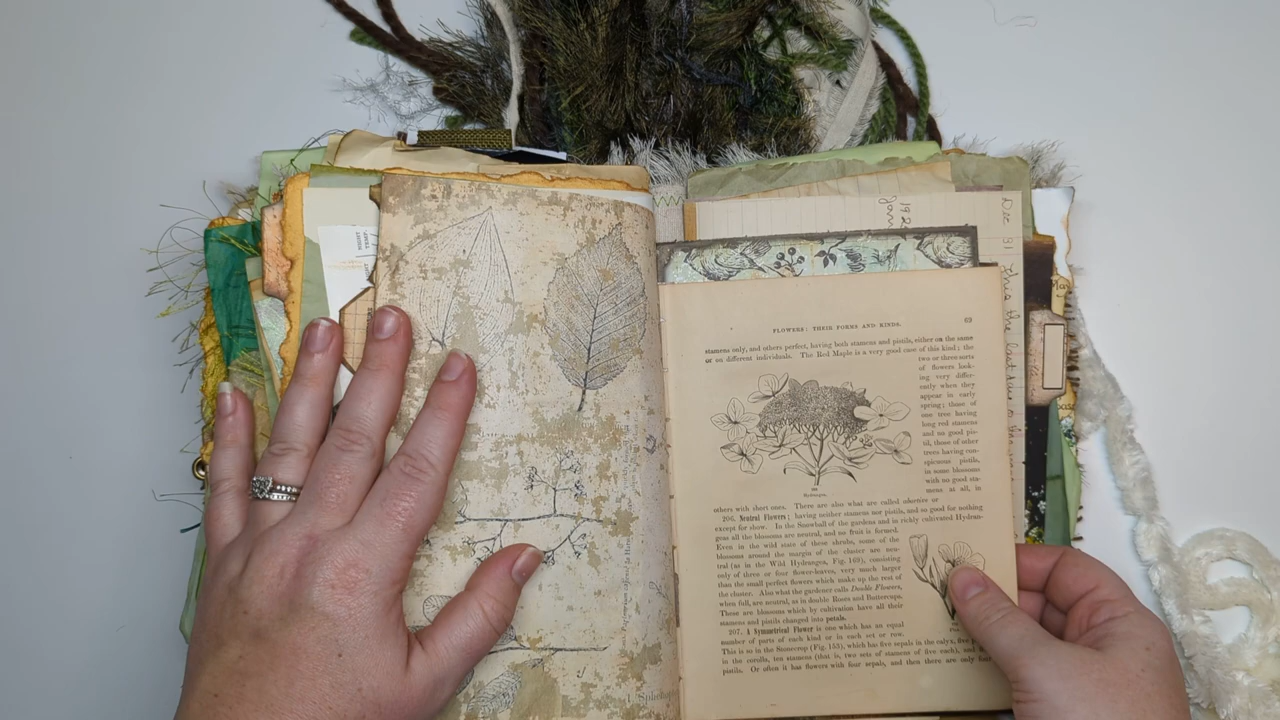 FLOWERS: THEIR FORMS AND KINDS. 69
stamens only, and others perfect, having both stamens and pistils, either on the same
or on different individuals. The Red Maple is a very good case of this kind; the
two or three sorts
of flowers look-
ing very differ-
ently when they
appear in early
spring; those of
one tree having
long red stamens
and no good pis-
til, those of other
trees having con-
spicuous pistils,
in some blossoms
with no good sta-
mens at all, in
Hydrangea.
others with short ones. There are also what are called abortive or
206. Neutral Flowers; having neither stamens nor pistils, and so good for nothing
except for show. In the Snowball of the gardens and in richly cultivated Hydran-
geas all the blossoms are neutral, and no fruit is formed.
Even in the wild state of these shrubs, some of the
blossoms around the margin of the cluster are neu-
tral (as in the Wild Hydrangea, Fig. 169), consisting
only of three or four flower-leaves, very much larger
than the small perfect flowers which make up the rest of
the cluster. Also what the gardener calls Double Flowers,
when full, are neutral, as in double Roses and Buttercups.
These are blossoms which by cultivation have all their
stamens and pistils changed into petals.
207. A Symmetrical Flower is one which has an equal
number of parts of each kind or in each set or row.
This is so in the Stonecrop (Fig. 155), which has five sepals in the calyx, five
in the corolla, ten stamens (that is, two sets of stamens of five each), and
pistils. Or often it has flowers with four sepals, and then there are only four
Dec 31
192